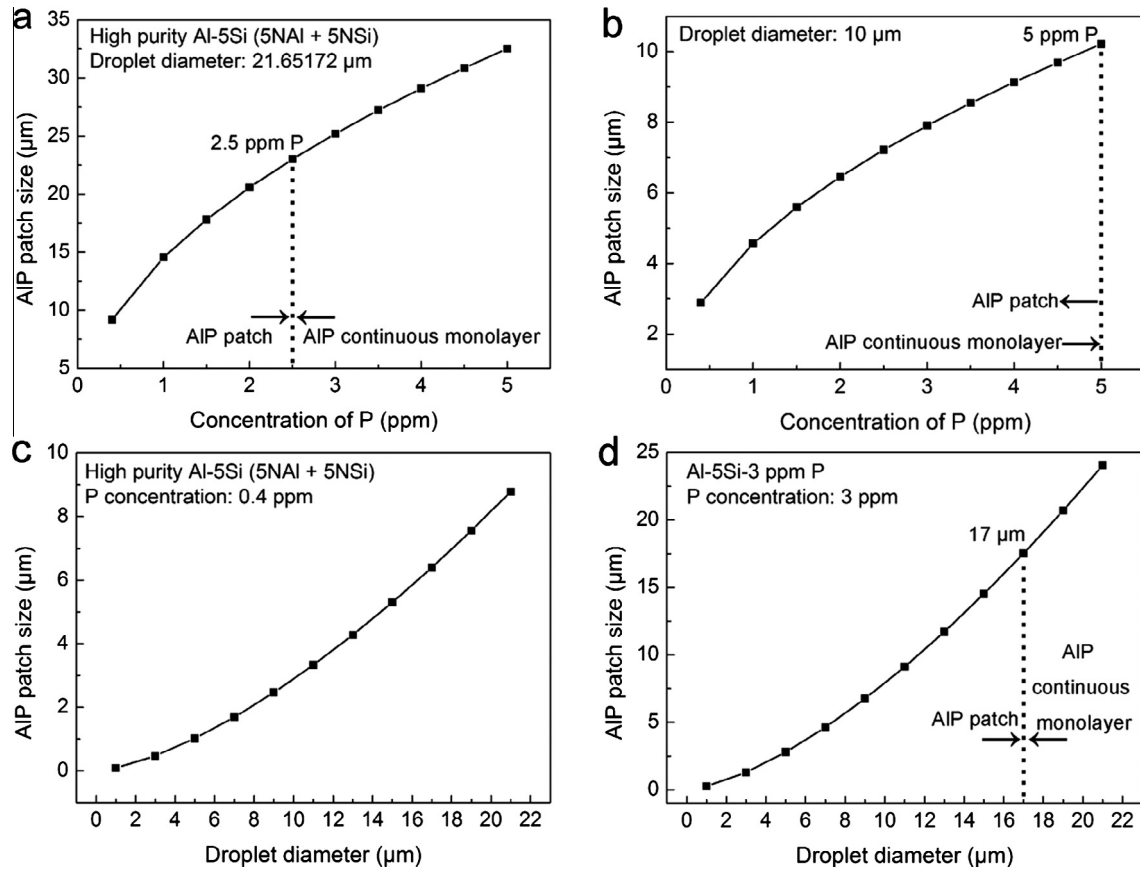 a
High purity Al-5Si (5NAl + 5NSi)
Droplet diameter: 21.65172 μm
2.5 ppm P
AlP patch
AlP continuous monolayer
AlP patch size (μm)
35
30
25
20
15
10
5
0
1
2
3
4
5
Concentration of P (ppm)
b
Droplet diameter: 10 μm
5 ppm P
AlP patch
AlP continuous monolayer
AlP patch size (μm)
10
8
6
4
2
0
1
2
3
4
5
Concentration of P (ppm)
c
High purity Al-5Si (5NAl + 5NSi)
P concentration: 0.4 ppm
AlP patch size (μm)
10
8
6
4
2
0
0 2 4 6 8 10 12 14 16 18 20 22
Droplet diameter (μm)
d
Al-5Si-3 ppm P
P concentration: 3 ppm
17 μm
AlP
continuous
AlP patch
monolayer
AlP patch size (μm)
25
20
15
10
5
0
0 2 4 6 8 10 12 14 16 18 20 22
Droplet diameter (μm)